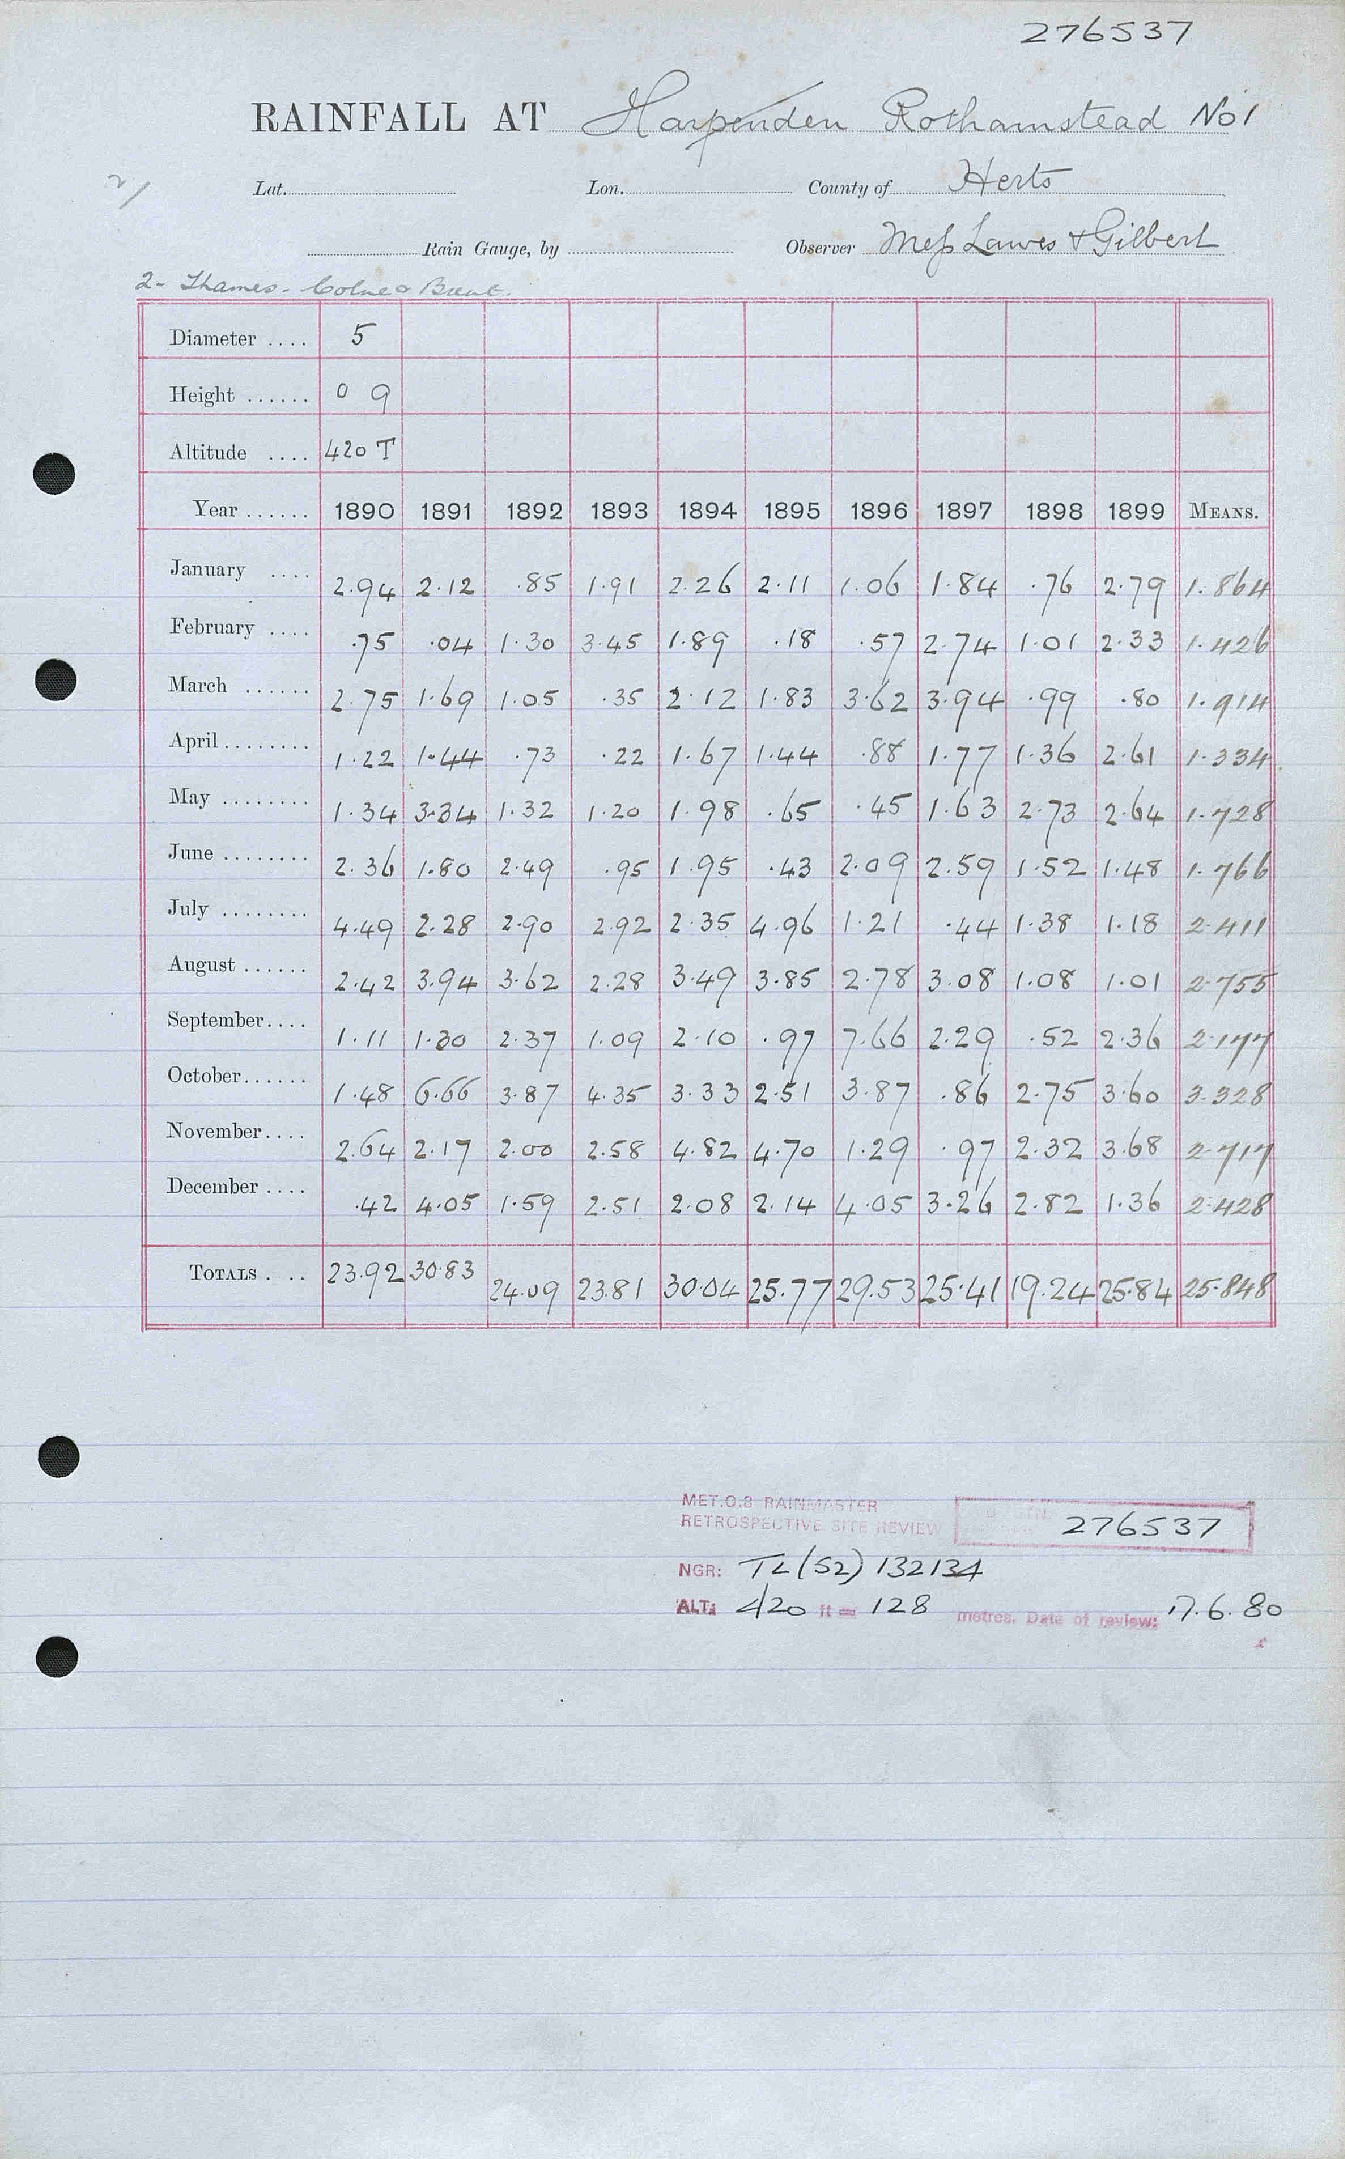 276537
RAINFALL AT Harpenden Rothamstead No 1
2/
Lat. Lon. County of Herts
Rain Gauge, by Observer Mess Lawes & Gilbert
2 - Thames - Colne & Brent.
Diameter .... 5
Height ...... 0 9
Altitude .... 420 T
Year ...... 1890 1891 1892 1893 1894 1895 1896 1897 1898 1899 MEANS.
January .... 2.94 2.12 .85 1.91 2.26 2.11 1.06 1.84 .76 2.79 1.864
February .... .75 .04 1.30 3.45 1.89 .18 .57 2.74 1.01 2.33 1.426
March ...... 2.75 1.69 1.05 .35 2.12 1.83 3.62 3.94 .99 .80 1.914
April ........ 1.22 1.44 .73 .22 1.67 1.44 .88 1.77 1.36 2.61 1.334
May ........ 1.34 3.34 1.32 1.20 1.98 .65 .45 1.63 2.73 2.64 1.728
June ........ 2.36 1.80 2.49 .95 1.95 .43 2.09 2.59 1.52 1.48 1.766
July ........ 4.49 2.28 2.90 2.92 2.35 4.96 1.21 .44 1.38 1.18 2.411
August ...... 2.42 3.94 3.62 2.28 3.49 3.85 2.78 3.08 1.08 1.01 2.755
September .... 1.11 1.30 2.37 1.09 2.10 .97 7.66 2.29 .52 2.36 2.177
October ...... 1.48 6.66 3.87 4.35 3.33 2.51 3.87 .86 2.75 3.60 3.328
November .... 2.64 2.17 2.00 2.58 4.82 4.70 1.29 .97 2.32 3.68 2.717
December .... .42 4.05 1.59 2.51 2.08 2.14 4.05 3.26 2.82 1.36 2.428
TOTALS . .. 23.92 30.83 24.09 23.81 30.04 25.77 29.53 25.41 19.24 25.84 25.848
MET.O.8 RAINMASTER
RETROSPECTIVE SITE REVIEW 276537
NGR: TL (52) 132134
ALT: 420 ft = 128 metres. Date of review: 17.6.80